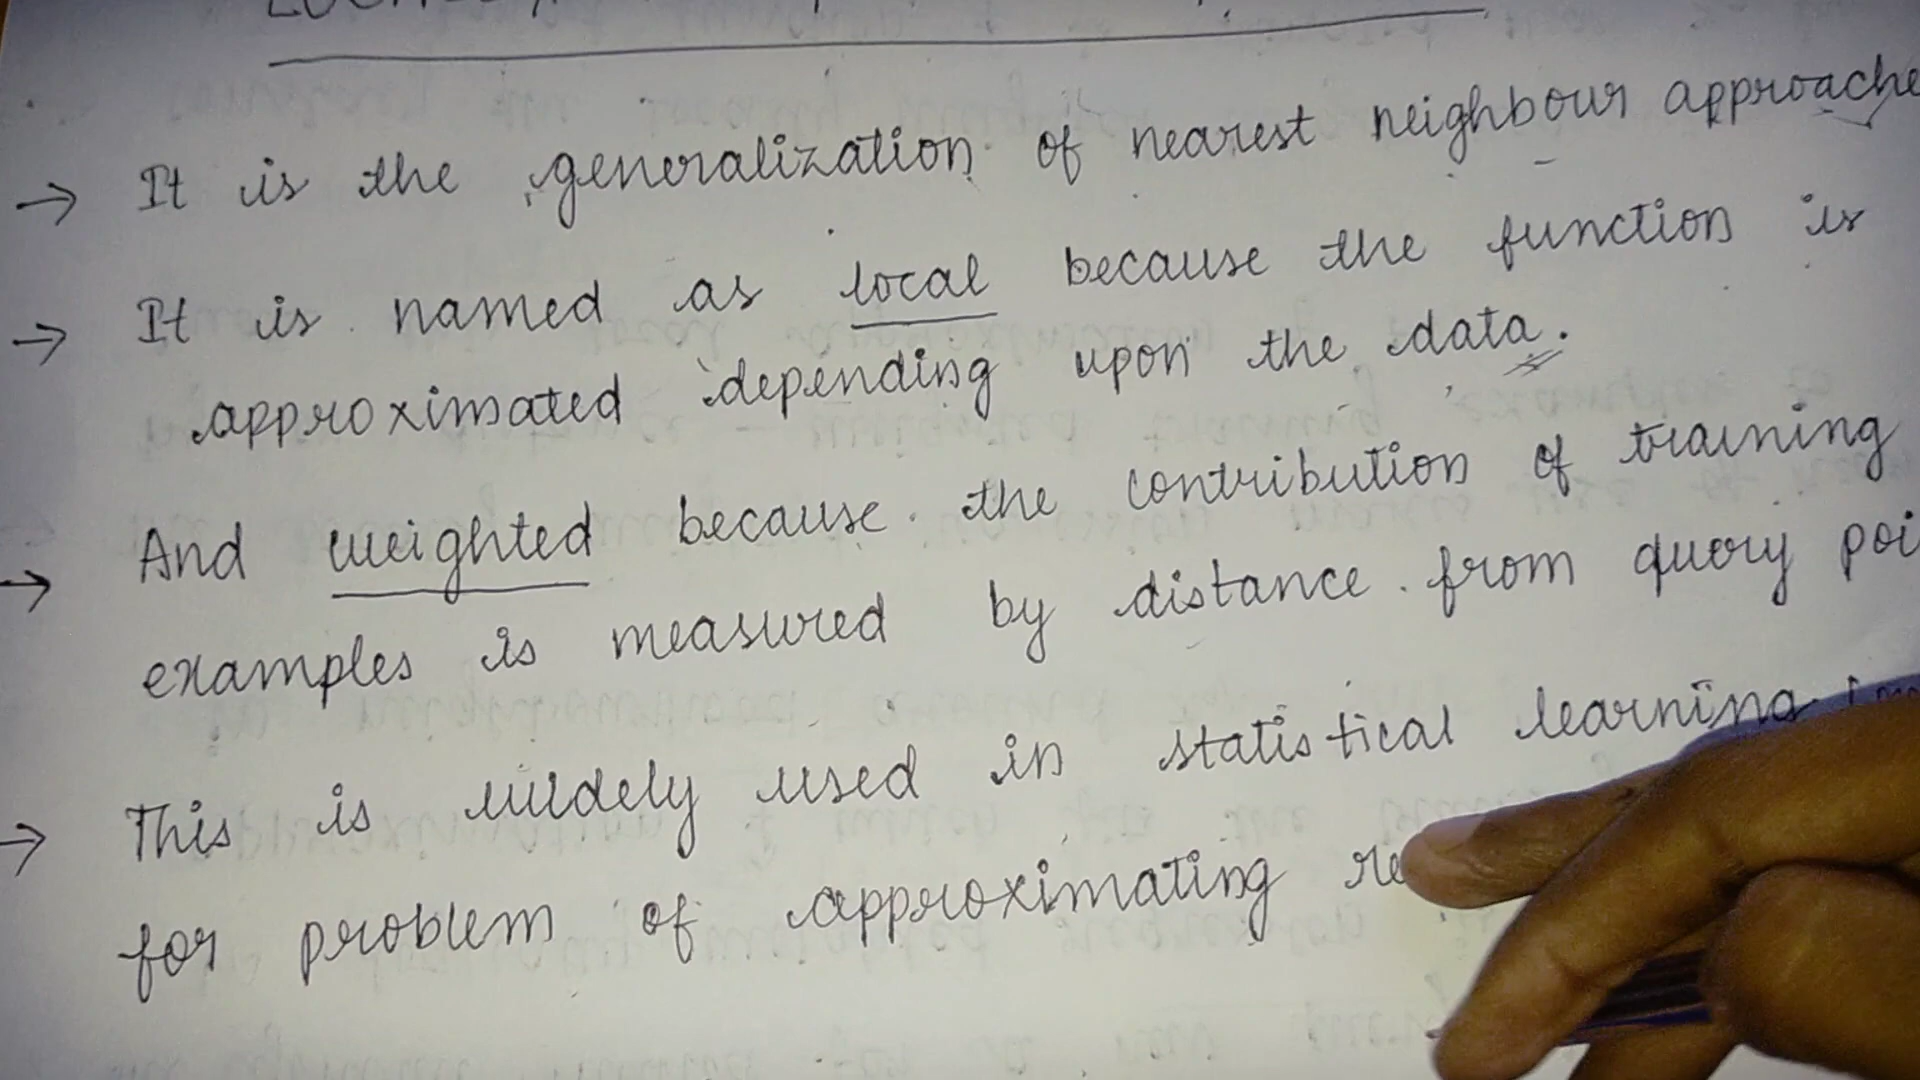 → It is the generalization of nearest neighbour approache
→ It is named as local because the function is
approximated depending upon the data.
→ And weighted because the contribution of training
examples is measured by distance from query poi
→ This is widely used in statistical learning
for problem of approximating